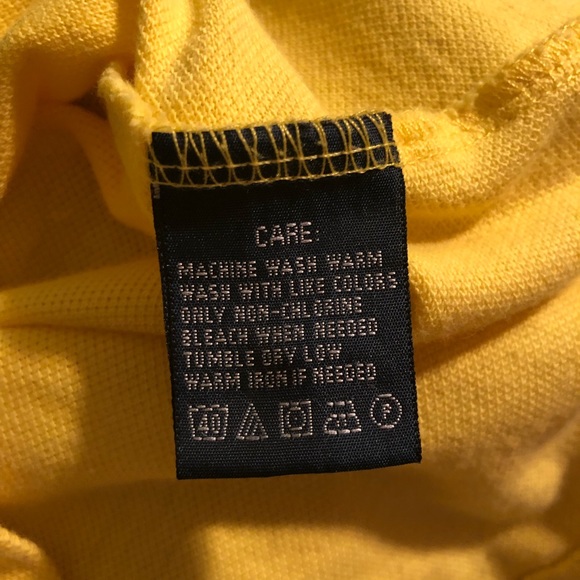 CARE:
MACHINE WASH WARM
WASH WITH LIKE COLORS
ONLY NON-CHLORINE
BLEACH WHEN NEEDED
TUMBLE DRY LOW
WARM IRON IF NEEDED
40 P